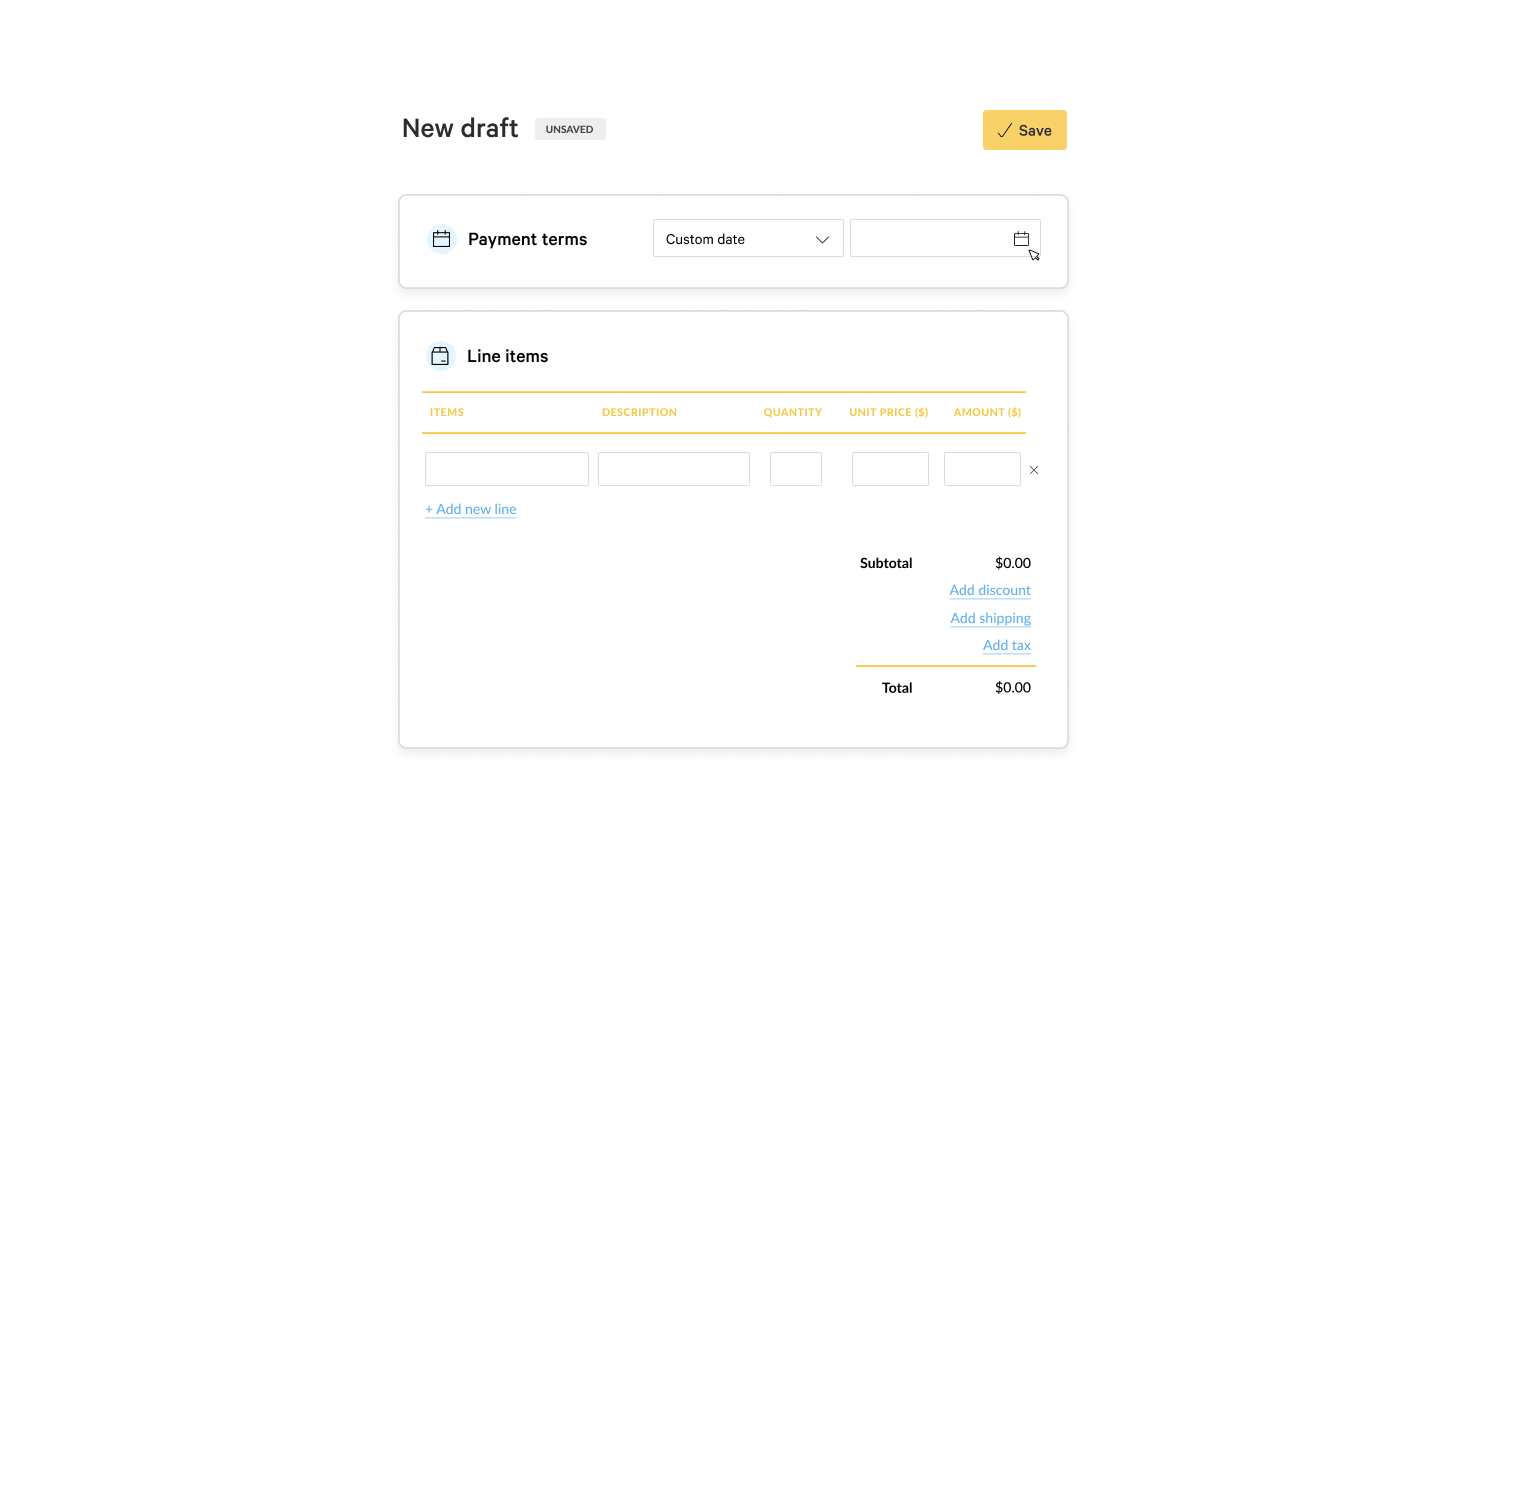 New draft UNSAVED Save
Payment terms Custom date
Line items
ITEMS DESCRIPTION QUANTITY UNIT PRICE ($) AMOUNT ($)
+ Add new line
Subtotal $0.00
Add discount
Add shipping
Add tax
Total $0.00